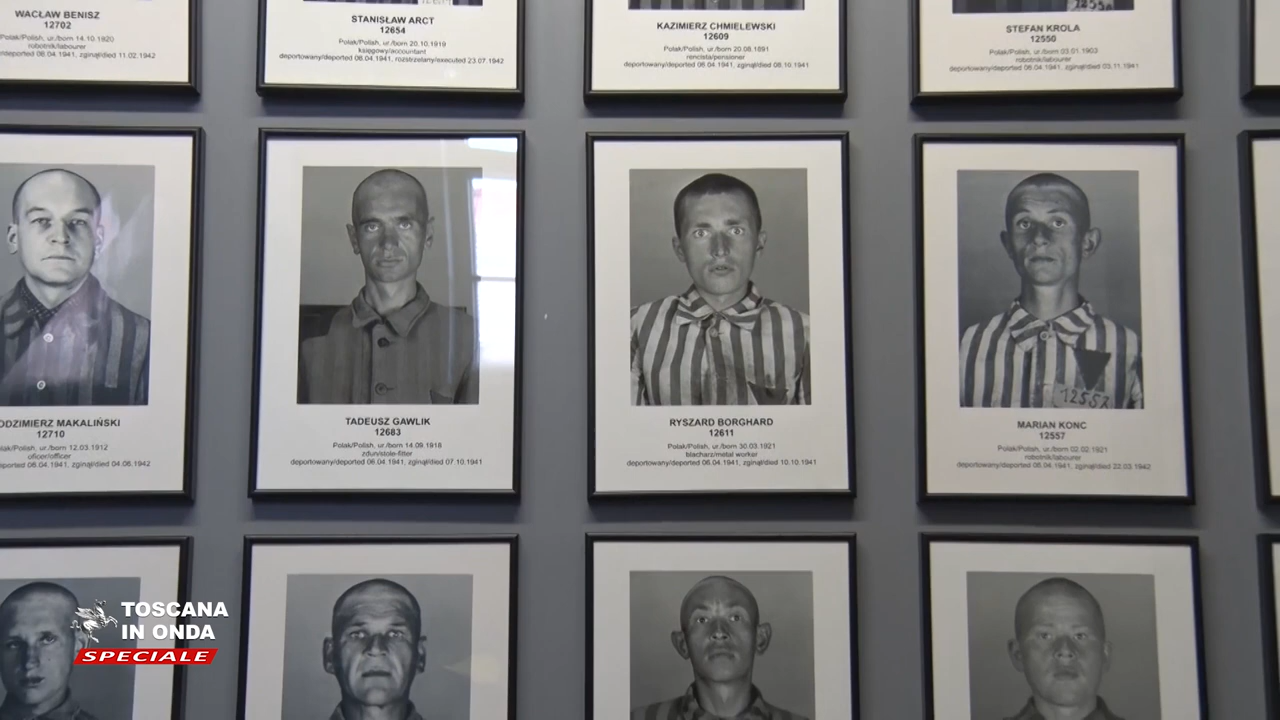 WACŁAW BENISZ
12702
Polak/Polish, ur./born 14.10.1920
robotnik/labourer
deported 06.04.1941, zginął/died 11.02.1942
STANISŁAW ARCT
12654
Polak/Polish, ur./born 20.10.1919
księgowy/accountant
deportowany/deported 06.04.1941, rozstrzelany/executed 23.07.1942
KAZIMIERZ CHMIELEWSKI
12609
Polak/Polish, ur./born 20.08.1891
rencista/pensioner
deportowany/deported 06.04.1941, zginął/died 08.10.1941
STEFAN KROLA
12550
Polak/Polish, ur./born 03.01.1903
robotnik/labourer
deportowany/deported 06.04.1941, zginął/died 03.11.1941
ODZIMIERZ MAKALIŃSKI
12710
Polak/Polish, ur./born 12.03.1912
oficer/officer
deported 06.04.1941, zginął/died 04.06.1942
TADEUSZ GAWLIK
12683
Polak/Polish, ur./born 14.09.1918
zdun/stole-fitter
deportowany/deported 06.04.1941, zginął/died 07.10.1941
RYSZARD BORGHARD
12611
Polak/Polish, ur./born 30.03.1921
blacharz/metal worker
deportowany/deported 06.04.1941, zginął/died 10.10.1941
MARIAN KONC
12557
Polak/Polish, ur./born 02.02.1921
robotnik/labourer
deportowany/deported 06.04.1941, zginął/died 22.03.1942
TOSCANA
IN ONDA
SPECIALE